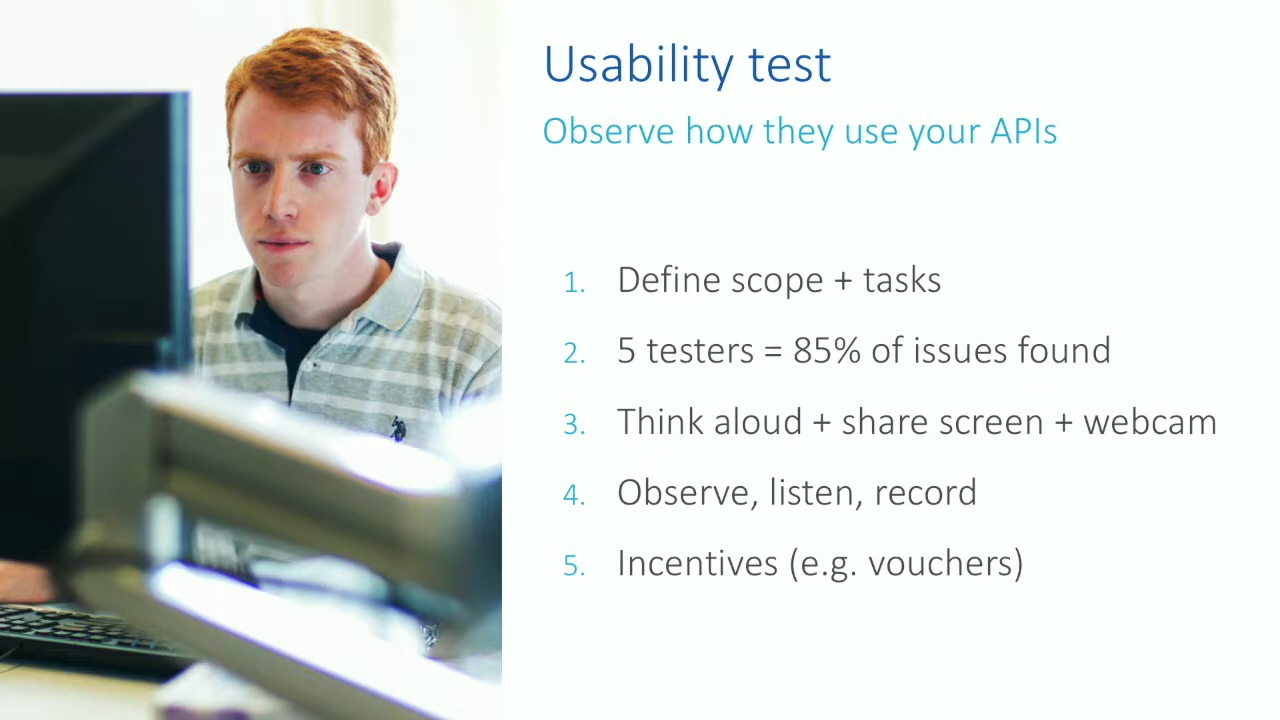 Usability test
Observe how they use your APIs
1. Define scope + tasks
2. 5 testers = 85% of issues found
3. Think aloud + share screen + webcam
4. Observe, listen, record
5. Incentives (e.g. vouchers)